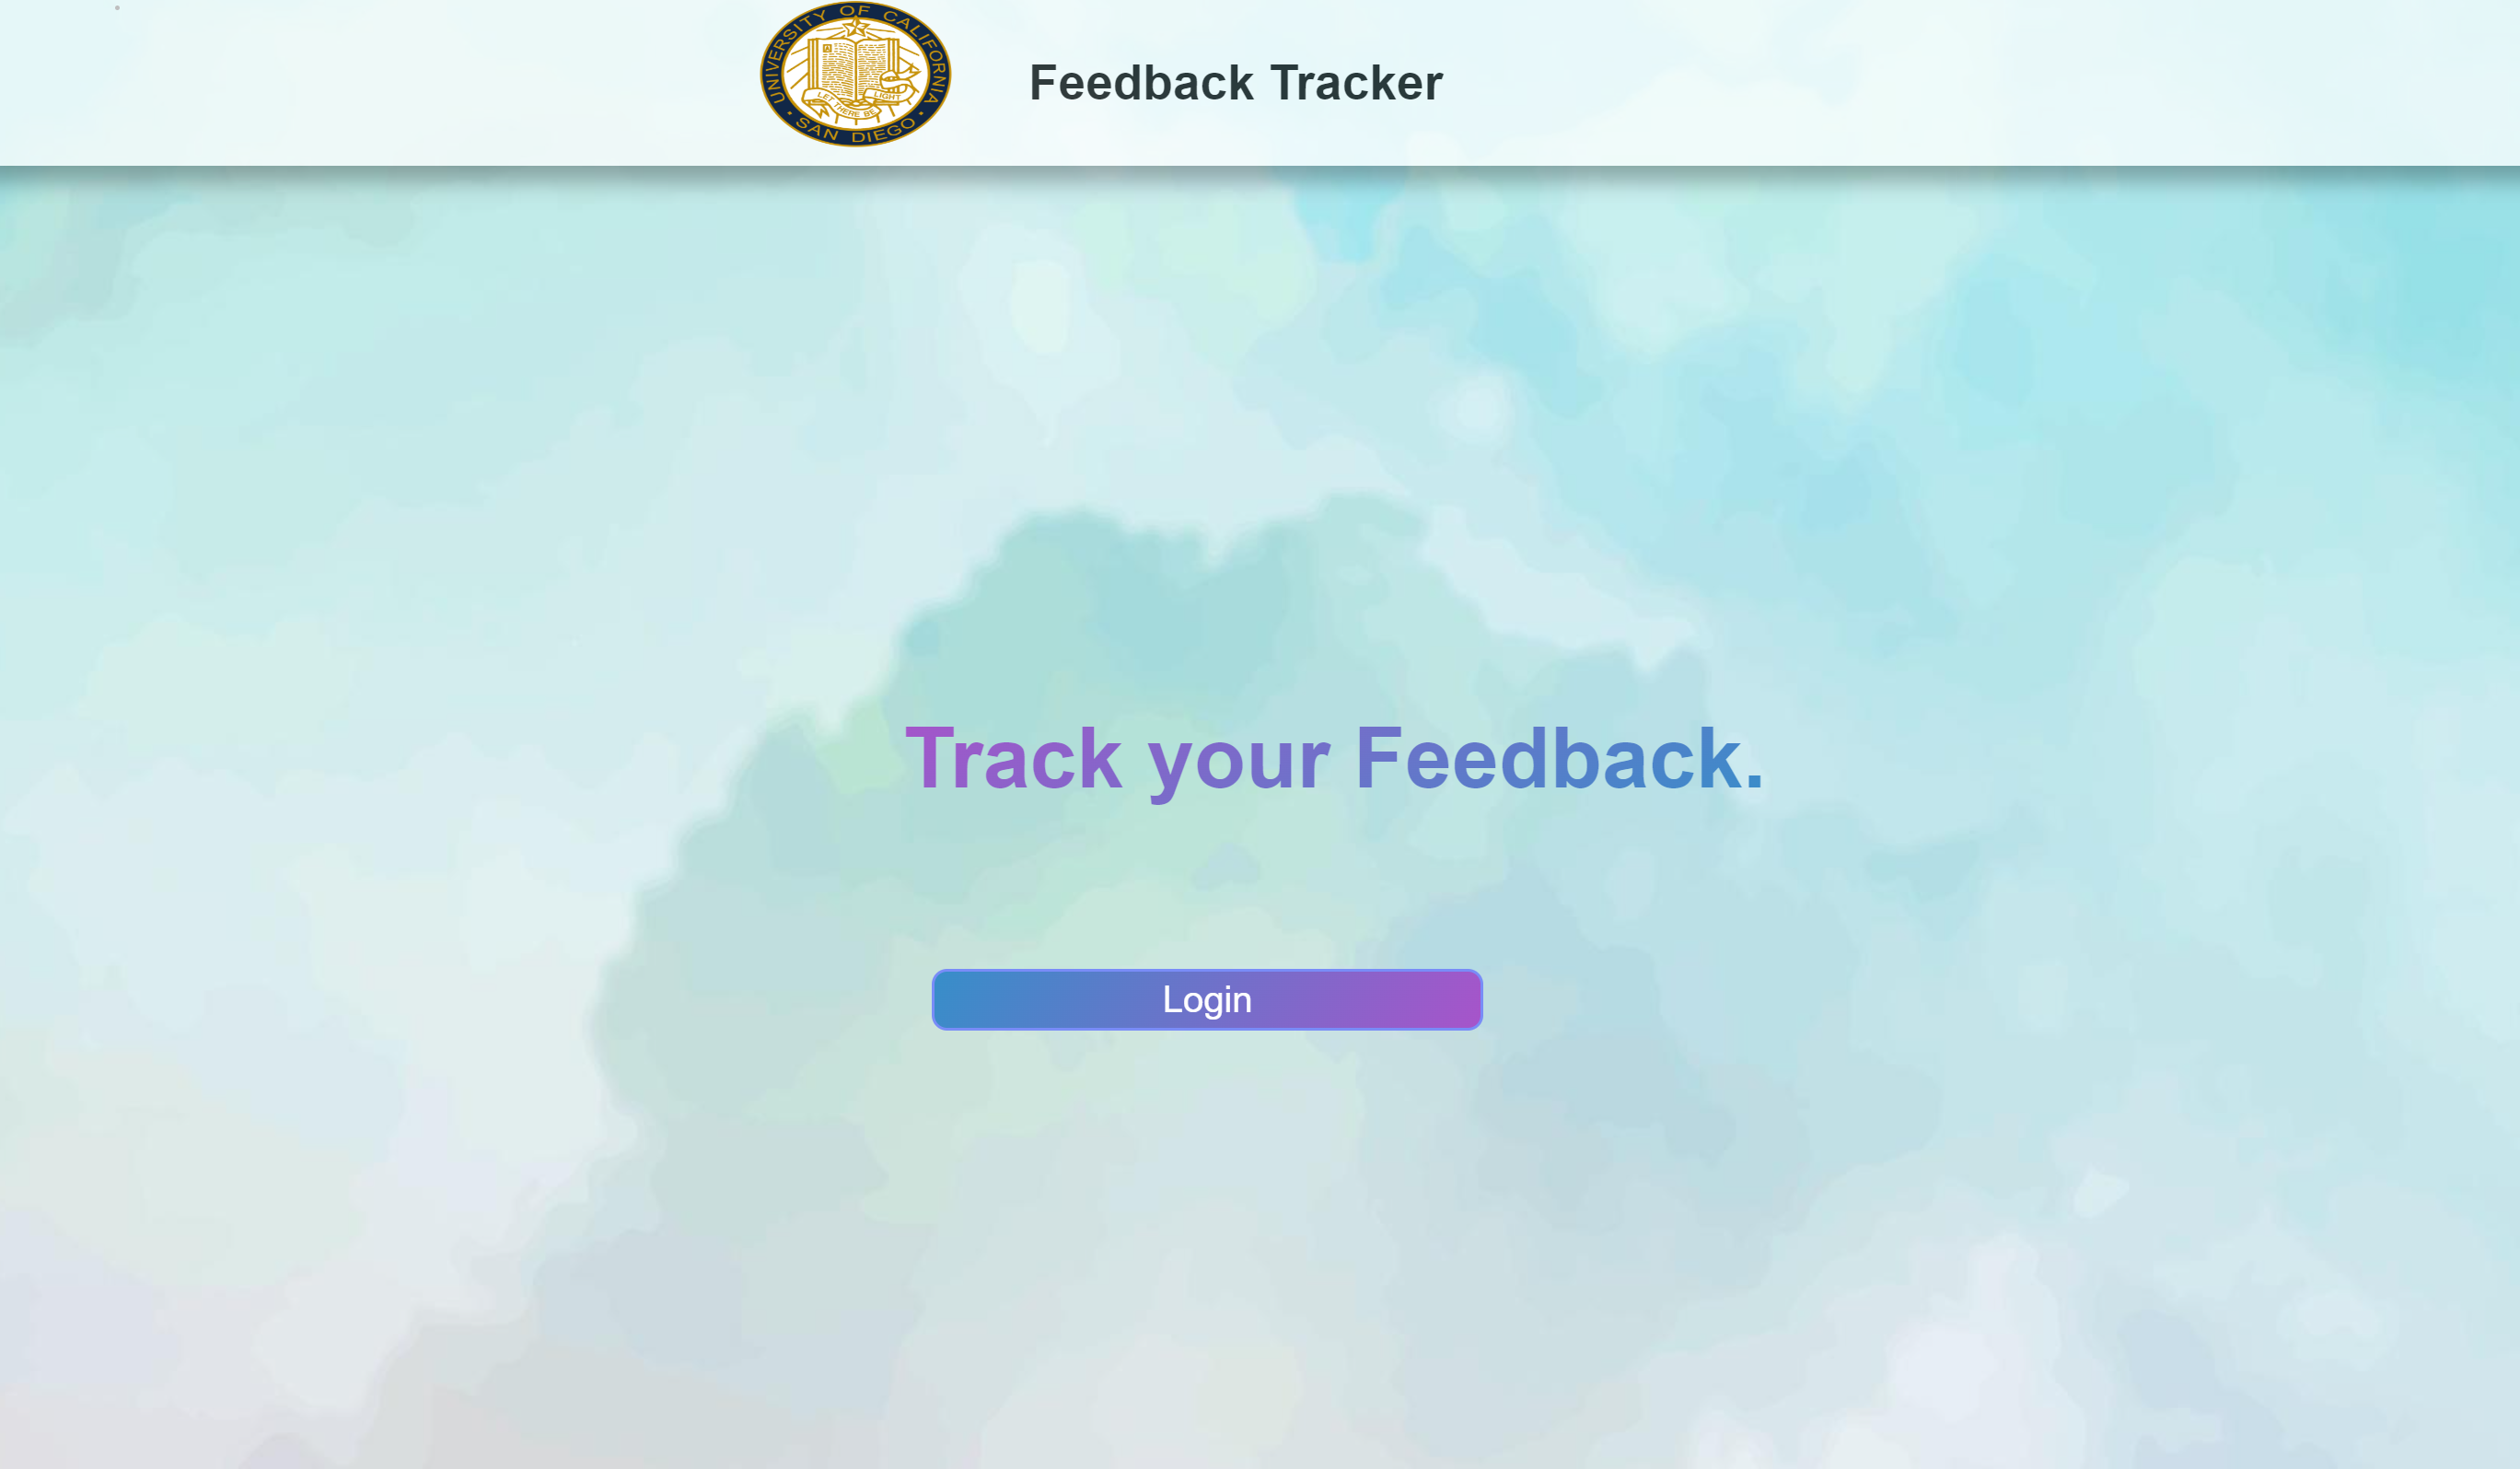 UNIVERSITY OF CALIFORNIA
SAN DIEGO
LET THERE BE LIGHT
Feedback Tracker
Track your Feedback.
Login